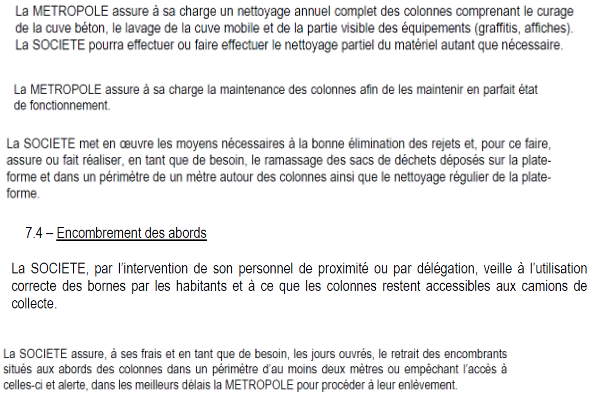 La METROPOLE assure à sa charge un nettoyage annuel complet des colonnes comprenant le curage
de la cuve béton, le lavage de la cuve mobile et de la partie visible des équipements (graffitis, affiches).
La SOCIETE pourra effectuer ou faire effectuer le nettoyage partiel du matériel autant que nécessaire.
La METROPOLE assure à sa charge la maintenance des colonnes afin de les maintenir en parfait état
de fonctionnement.
La SOCIETE met en œuvre les moyens nécessaires à la bonne élimination des rejets et, pour ce faire,
assure ou fait réaliser, en tant que de besoin, le ramassage des sacs de déchets déposés sur la plate-
forme et dans un périmètre de un mètre autour des colonnes ainsi que le nettoyage régulier de la plate-
forme.
7.4 – Encombrement des abords
La SOCIETE, par l’intervention de son personnel de proximité ou par délégation, veille à l’utilisation
correcte des bornes par les habitants et à ce que les colonnes restent accessibles aux camions de
collecte.
La SOCIETE assure, à ses frais et en tant que de besoin, les jours ouvrés, le retrait des encombrants
situés aux abords des colonnes dans un périmètre d’au moins deux mètres ou empêchant l’accès à
celles-ci et alerte, dans les meilleurs délais la METROPOLE pour procéder à leur enlèvement.